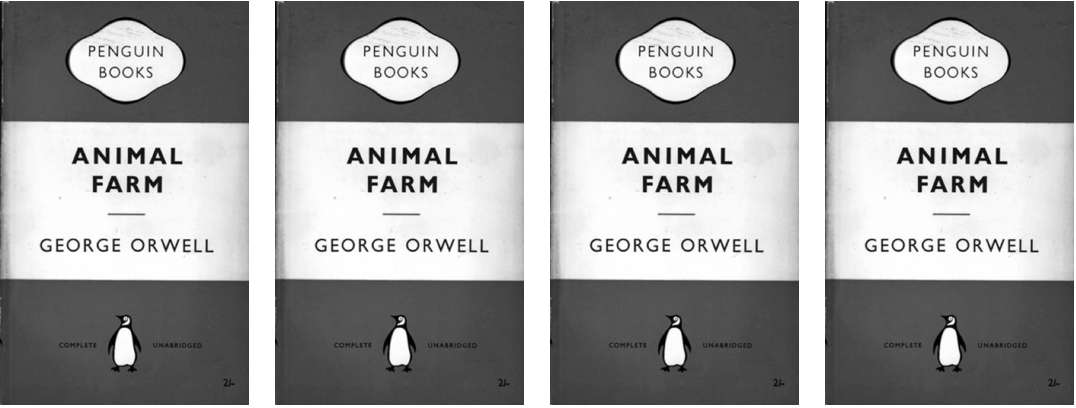 PENGUIN
BOOKS
ANIMAL
FARM
GEORGE ORWELL
COMPLETE UNABRIDGED
2/-
PENGUIN
BOOKS
ANIMAL
FARM
GEORGE ORWELL
COMPLETE UNABRIDGED
2/-
PENGUIN
BOOKS
ANIMAL
FARM
GEORGE ORWELL
COMPLETE UNABRIDGED
2/-
PENGUIN
BOOKS
ANIMAL
FARM
GEORGE ORWELL
COMPLETE UNABRIDGED
2/-